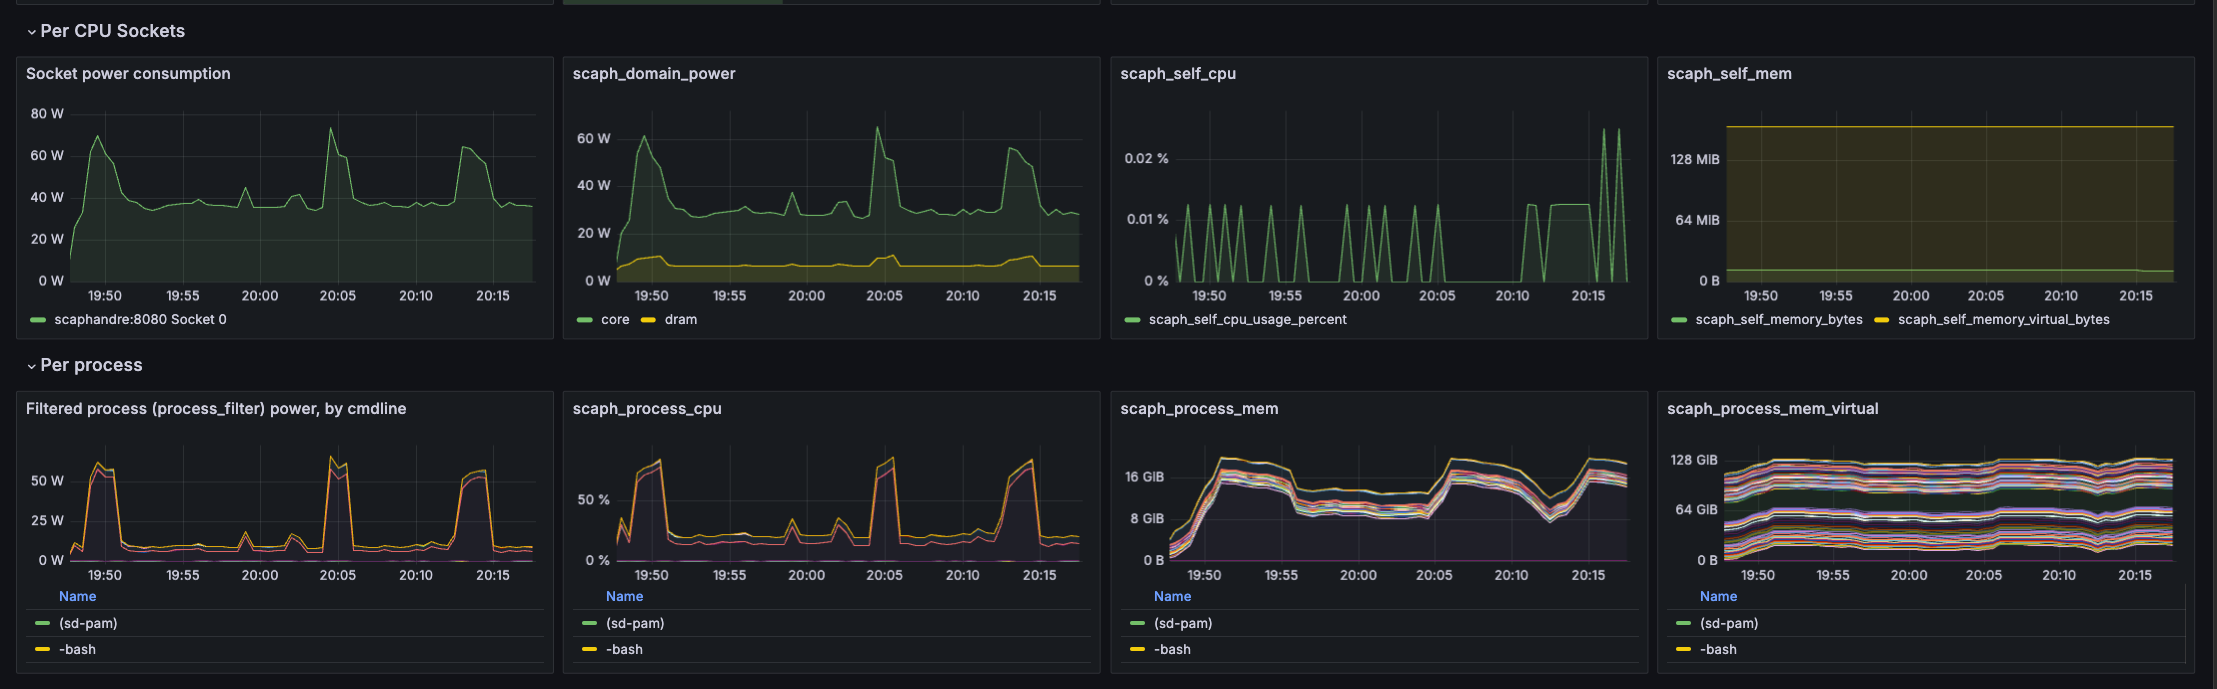 Per CPU Sockets
Socket power consumption
80 W
60 W
40 W
20 W
0 W
19:50 19:55 20:00 20:05 20:10 20:15
scaphandre:8080 Socket 0
scaph_domain_power
60 W
40 W
20 W
0 W
19:50 19:55 20:00 20:05 20:10 20:15
core dram
scaph_self_cpu
0.02 %
0.01 %
0 %
19:50 19:55 20:00 20:05 20:10 20:15
scaph_self_cpu_usage_percent
scaph_self_mem
128 MiB
64 MiB
0 B
19:50 19:55 20:00 20:05 20:10 20:15
scaph_self_memory_bytes scaph_self_memory_virtual_bytes
Per process
Filtered process (process_filter) power, by cmdline
50 W
25 W
0 W
19:50 19:55 20:00 20:05 20:10 20:15
Name
(sd-pam)
-bash
scaph_process_cpu
50 %
0 %
19:50 19:55 20:00 20:05 20:10 20:15
Name
(sd-pam)
-bash
scaph_process_mem
16 GiB
8 GiB
0 B
19:50 19:55 20:00 20:05 20:10 20:15
Name
(sd-pam)
-bash
scaph_process_mem_virtual
128 GiB
64 GiB
0 B
19:50 19:55 20:00 20:05 20:10 20:15
Name
(sd-pam)
-bash